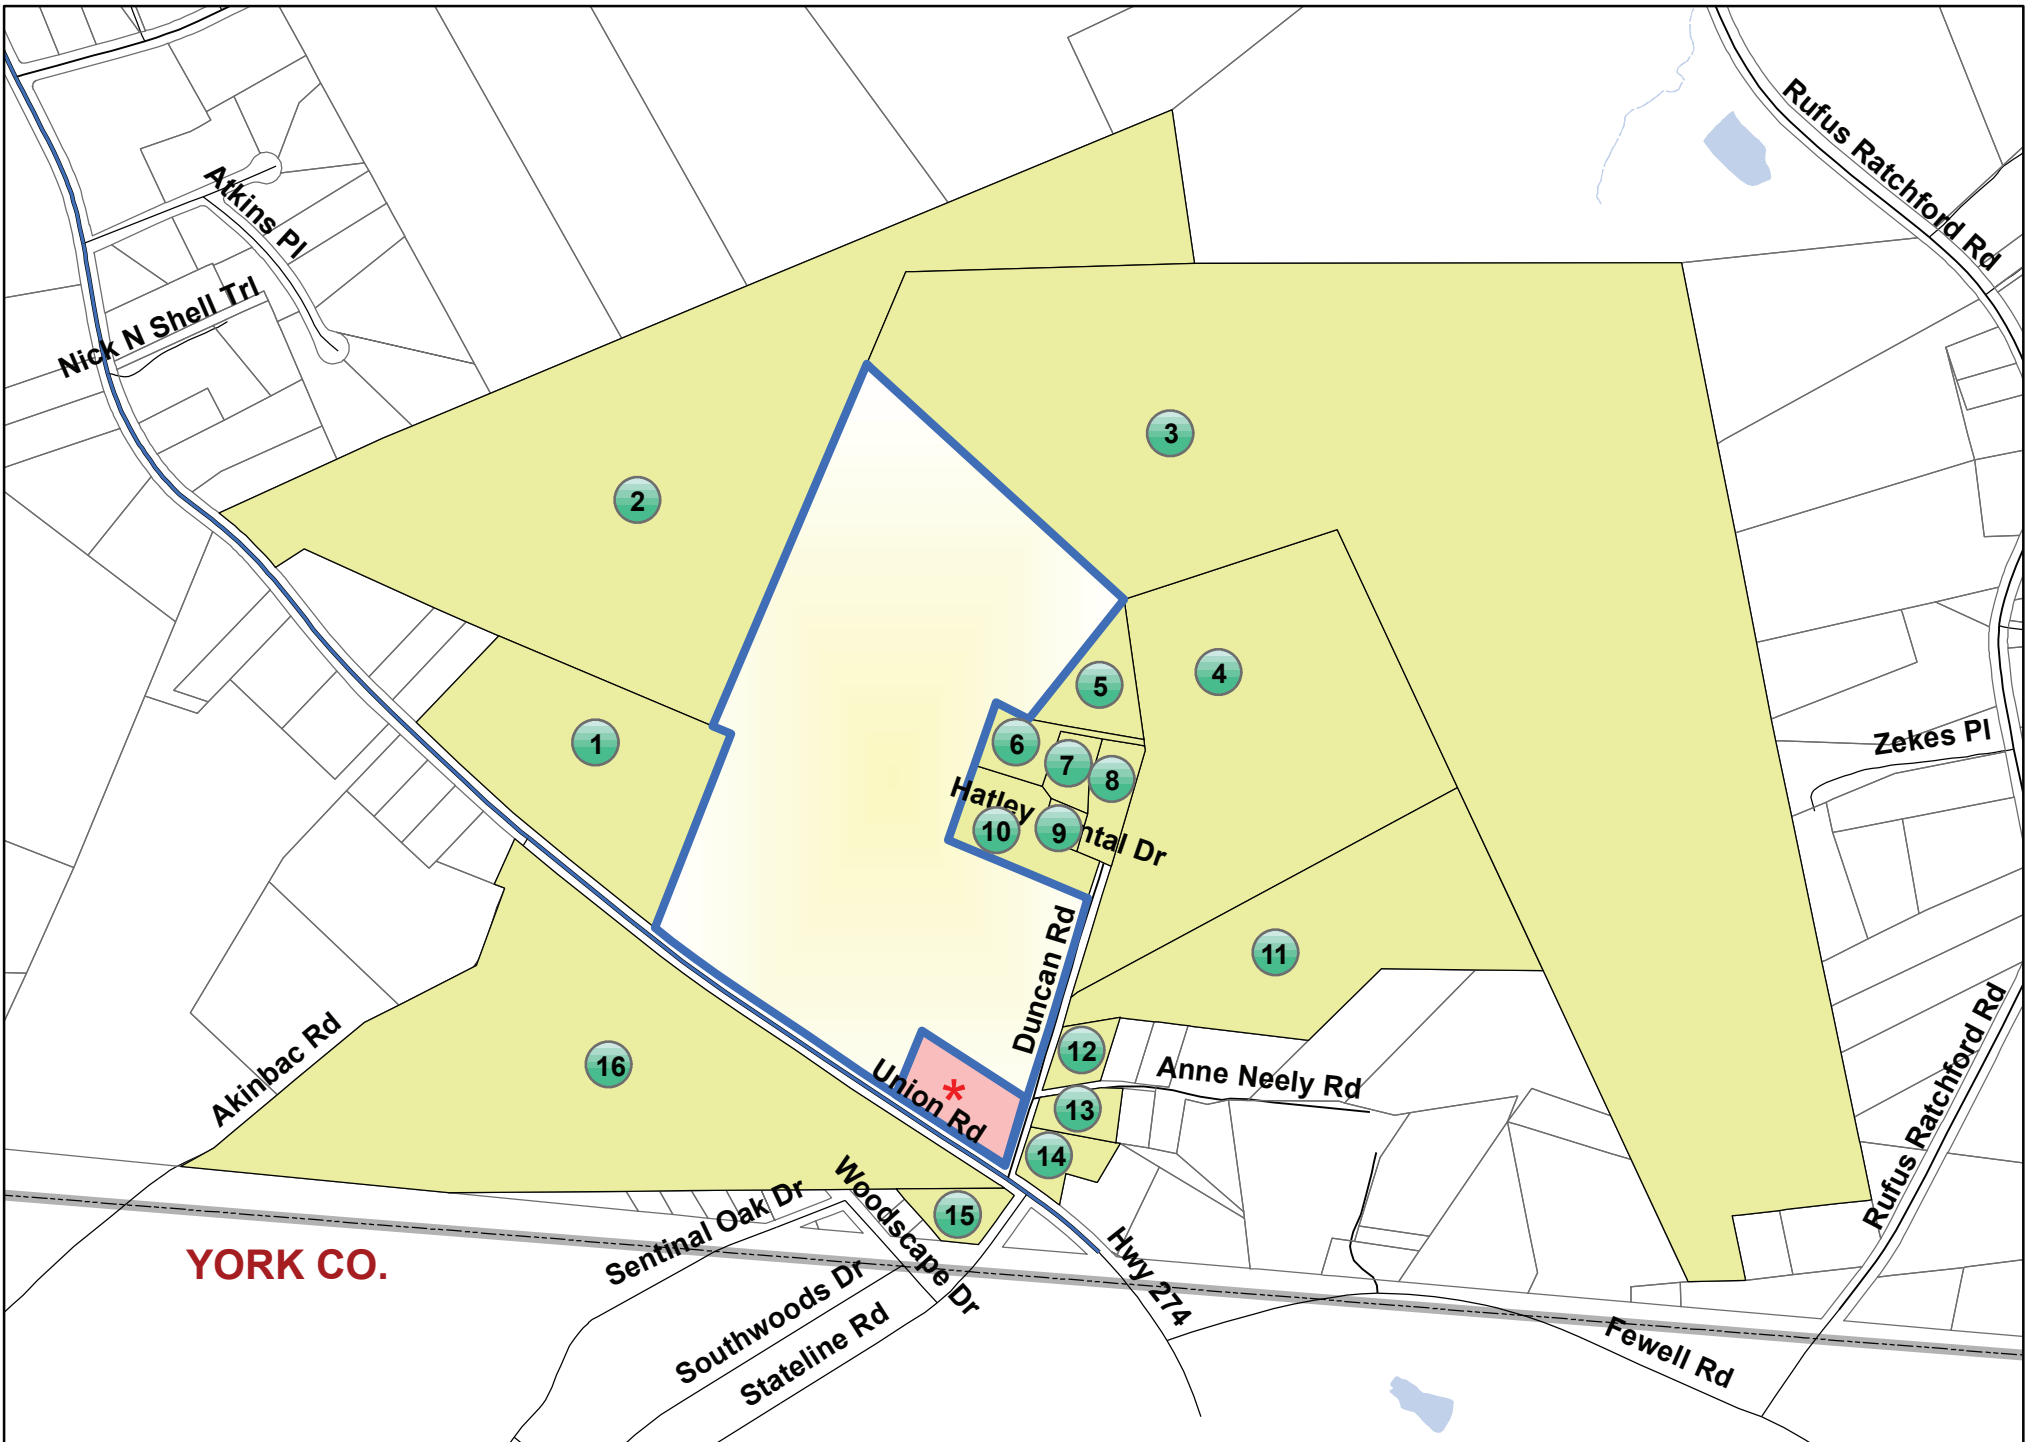 Rufus Ratchford Rd
Atkins Pl
Nick N Shell Trl
3
2
5
4
1
6
7
8
Zekes Pl
Hatley
ntal Dr
10
9
Duncan Rd
11
Akinbac Rd
16
12
Anne Neely Rd
*
Union Rd
13
14
Rufus Ratchford Rd
15
Woodscape Dr
Sentinal Oak Dr
YORK CO.
Hwy 274
Southwoods Dr
Stateline Rd
Fewell Rd